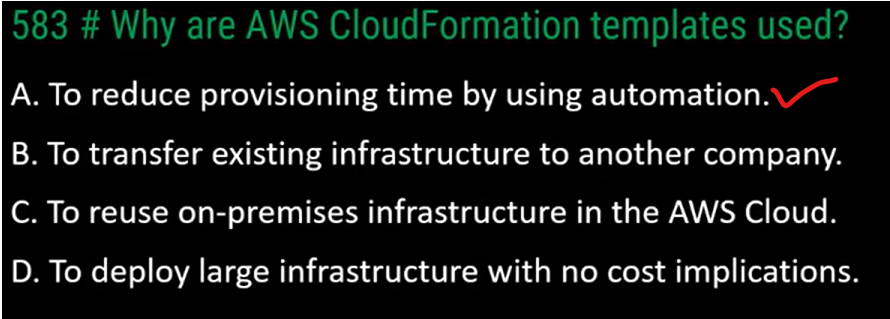 583 # Why are AWS CloudFormation templates used?
A. To reduce provisioning time by using automation.
B. To transfer existing infrastructure to another company.
C. To reuse on-premises infrastructure in the AWS Cloud.
D. To deploy large infrastructure with no cost implications.